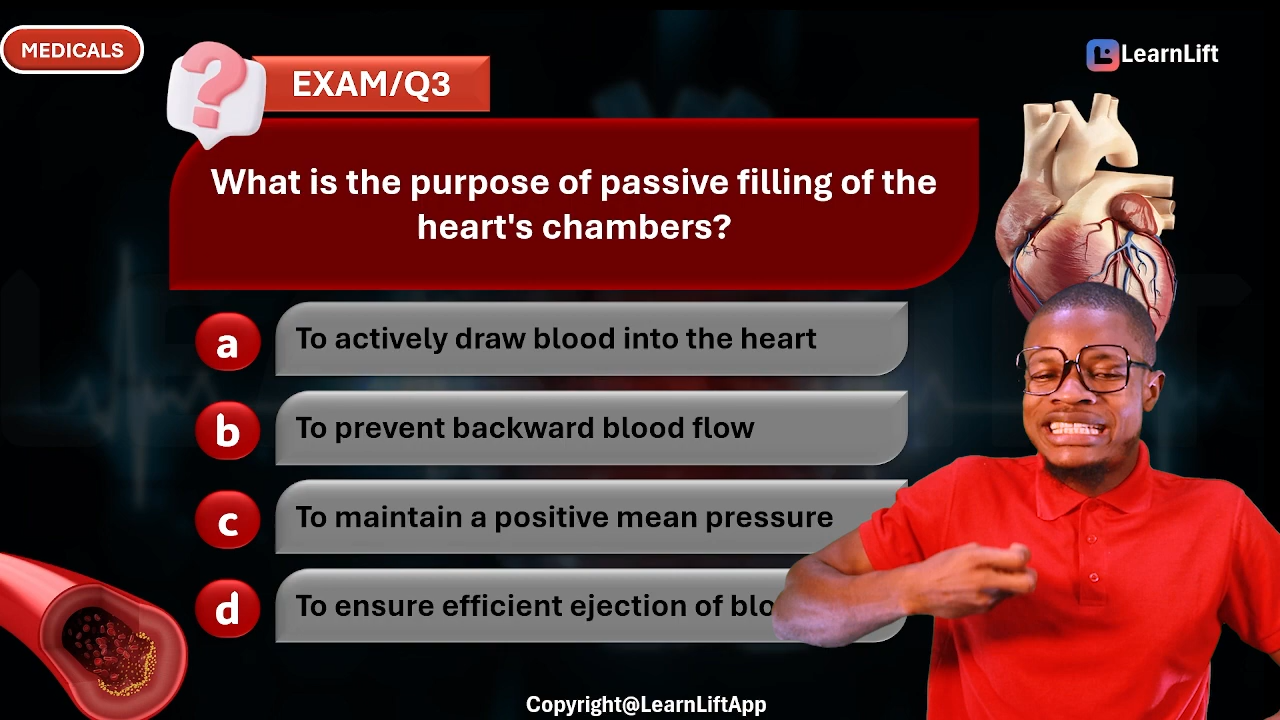 MEDICALS
LearnLift
EXAM/Q3
What is the purpose of passive filling of the
heart's chambers?
a
To actively draw blood into the heart
b
To prevent backward blood flow
c
To maintain a positive mean pressure
d
To ensure efficient ejection of
Copyright@LearnLiftApp